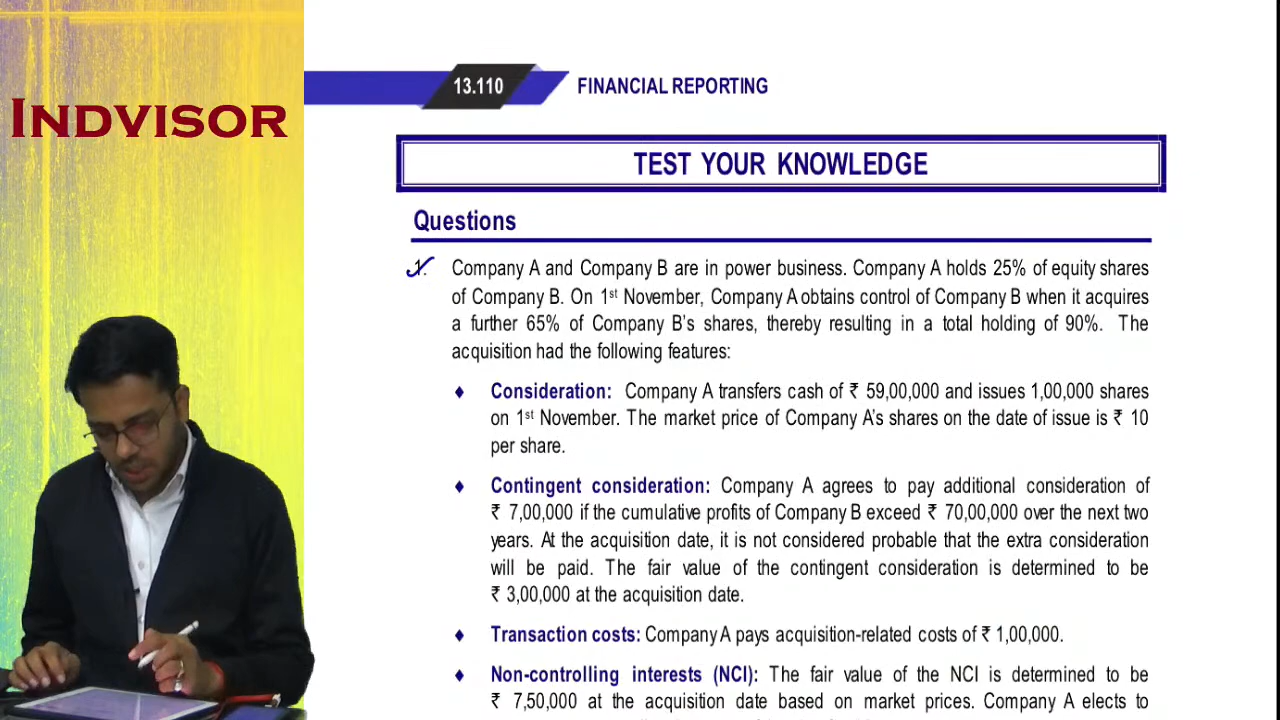 INDVISOR
13.110 FINANCIAL REPORTING
TEST YOUR KNOWLEDGE
Questions
1. Company A and Company B are in power business. Company A holds 25% of equity shares
of Company B. On 1st November, Company A obtains control of Company B when it acquires
a further 65% of Company B's shares, thereby resulting in a total holding of 90%. The
acquisition had the following features:
♦ Consideration: Company A transfers cash of ₹ 59,00,000 and issues 1,00,000 shares
on 1st November. The market price of Company A's shares on the date of issue is ₹ 10
per share.
♦ Contingent consideration: Company A agrees to pay additional consideration of
₹ 7,00,000 if the cumulative profits of Company B exceed ₹ 70,00,000 over the next two
years. At the acquisition date, it is not considered probable that the extra consideration
will be paid. The fair value of the contingent consideration is determined to be
₹ 3,00,000 at the acquisition date.
♦ Transaction costs: Company A pays acquisition-related costs of ₹ 1,00,000.
♦ Non-controlling interests (NCI): The fair value of the NCI is determined to be
₹ 7,50,000 at the acquisition date based on market prices. Company A elects to